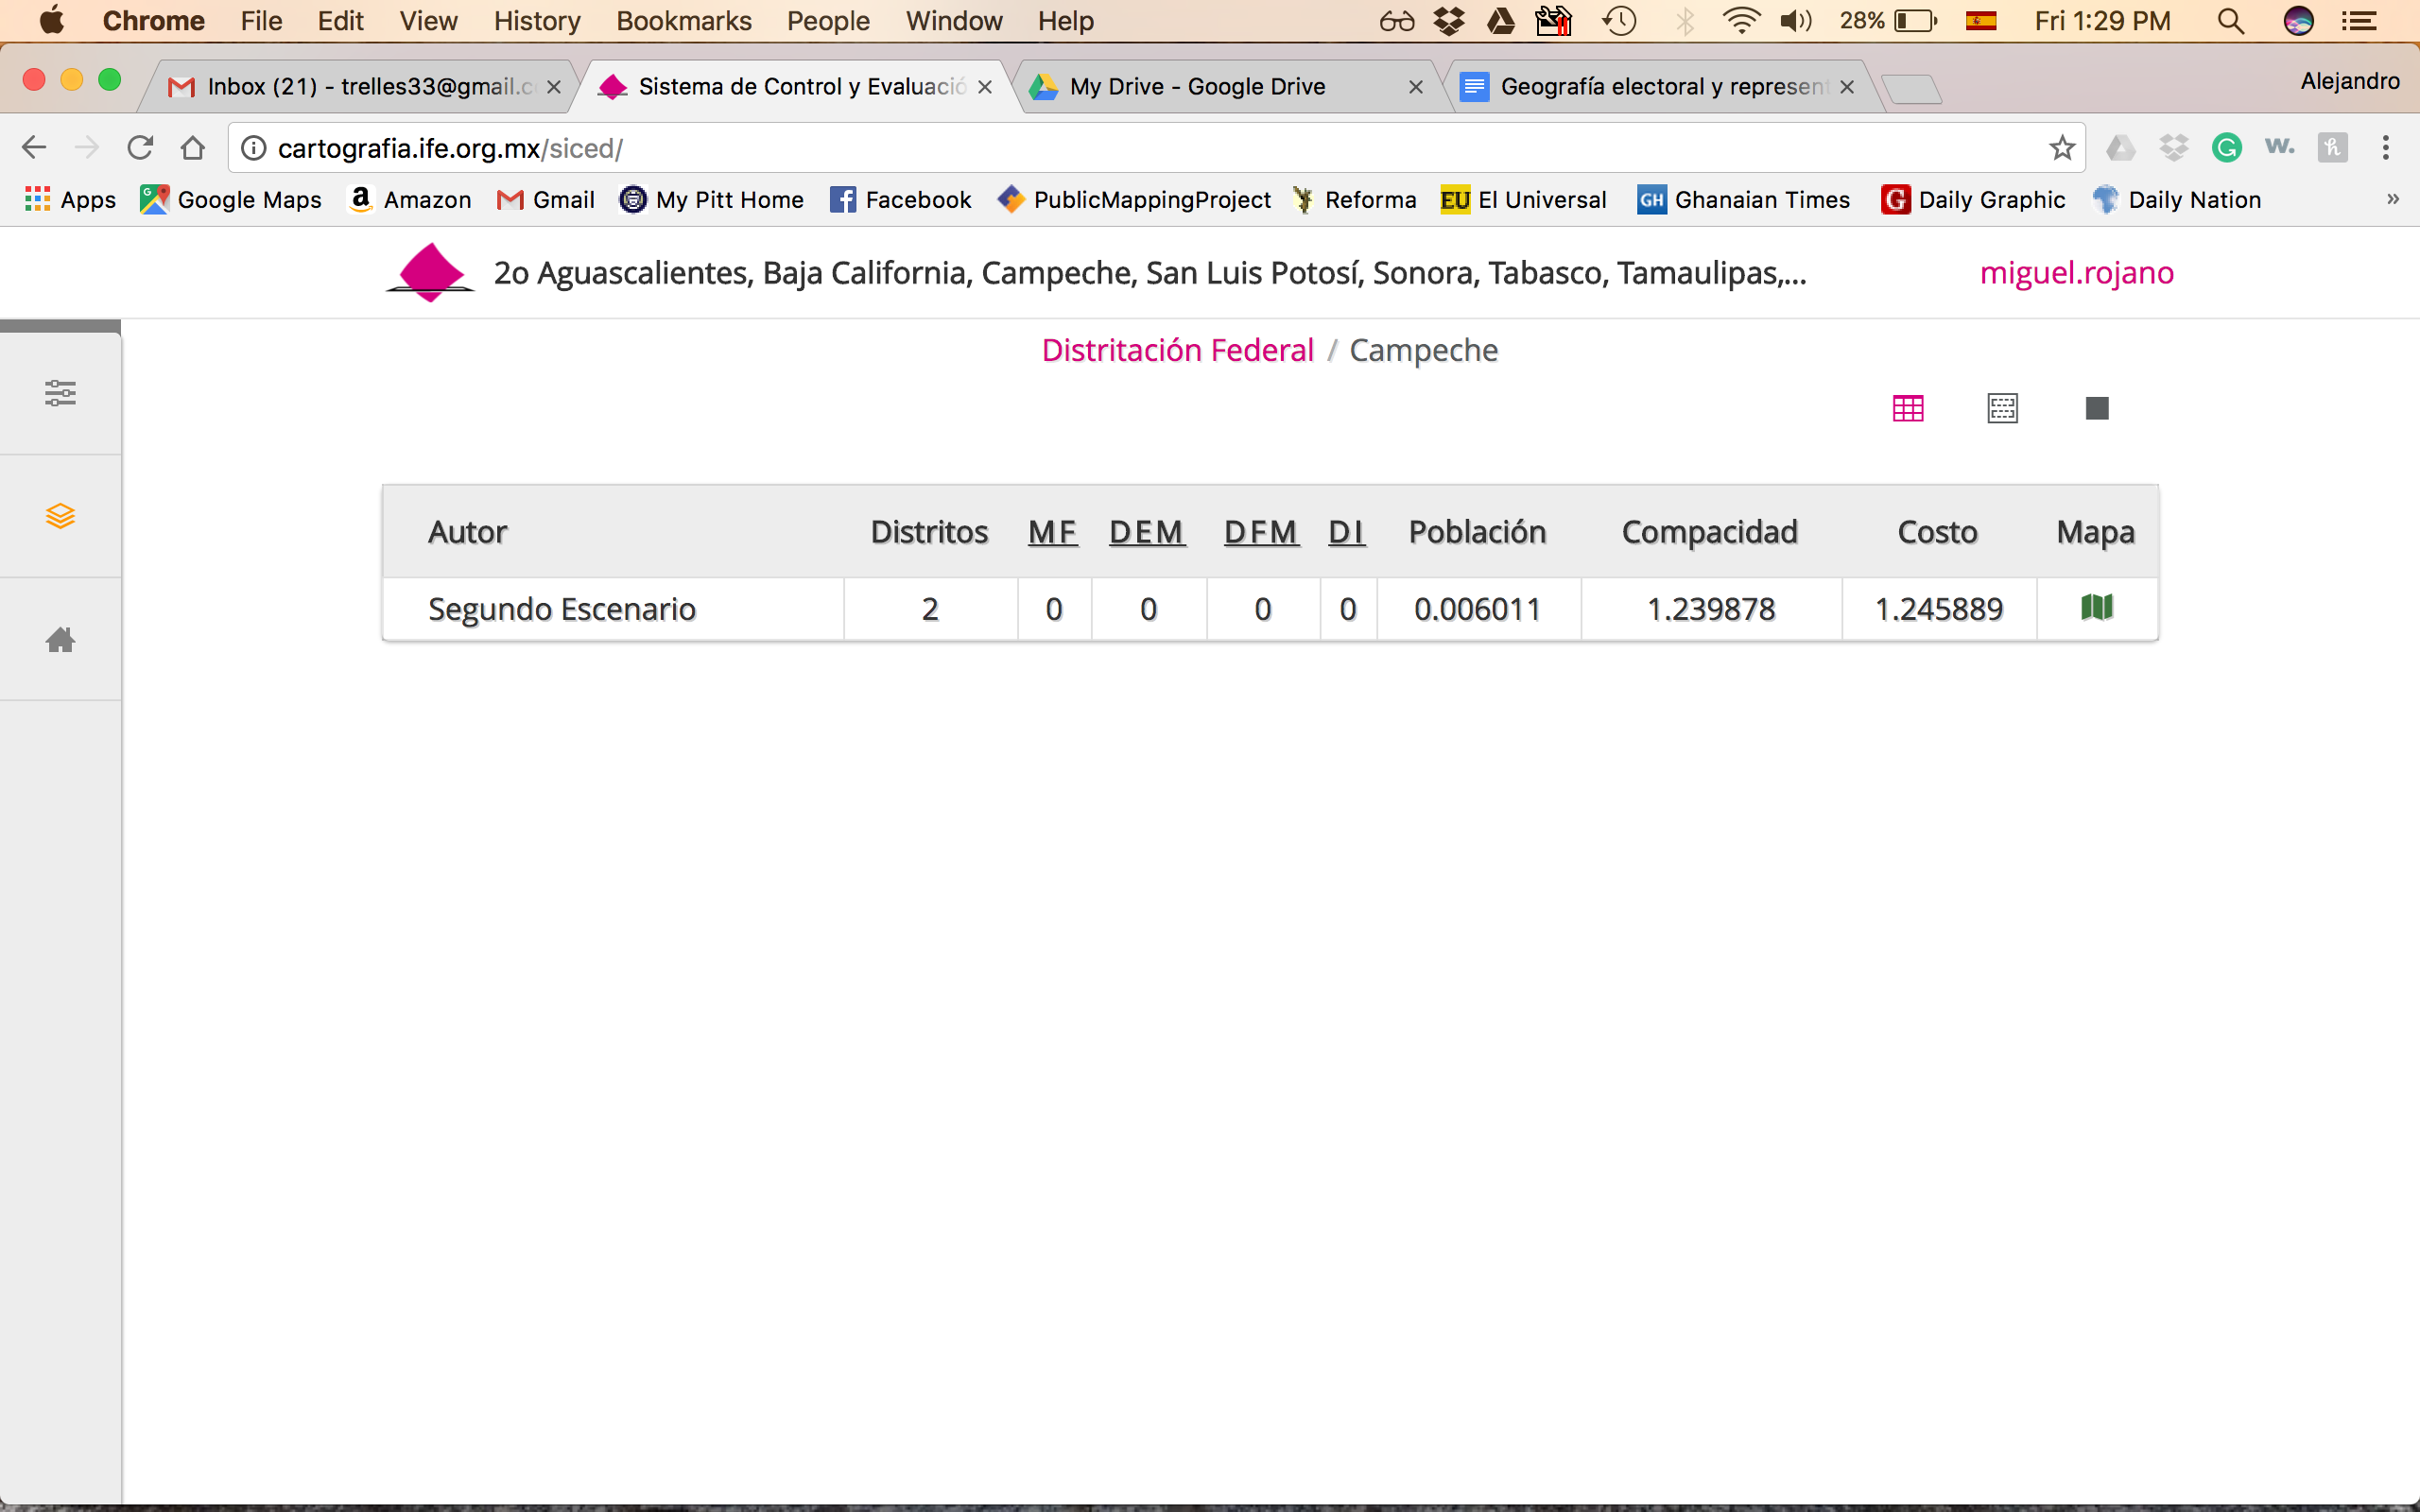 Chrome File Edit View History Bookmarks People Window Help 28% Fri 1:29 PM
Inbox (21) - trelles33@gmail.c Sistema de Control y Evaluació My Drive - Google Drive Geografía electoral y represent Alejandro
cartografia.ife.org.mx/siced/
Apps Google Maps Amazon Gmail My Pitt Home Facebook PublicMappingProject Reforma EU El Universal GH Ghanaian Times G Daily Graphic Daily Nation »
2o Aguascalientes, Baja California, Campeche, San Luis Potosí, Sonora, Tabasco, Tamaulipas,... miguel.rojano
Distritación Federal / Campeche
Autor Distritos MF DEM DFM DI Población Compacidad Costo Mapa
Segundo Escenario 2 0 0 0 0 0.006011 1.239878 1.245889